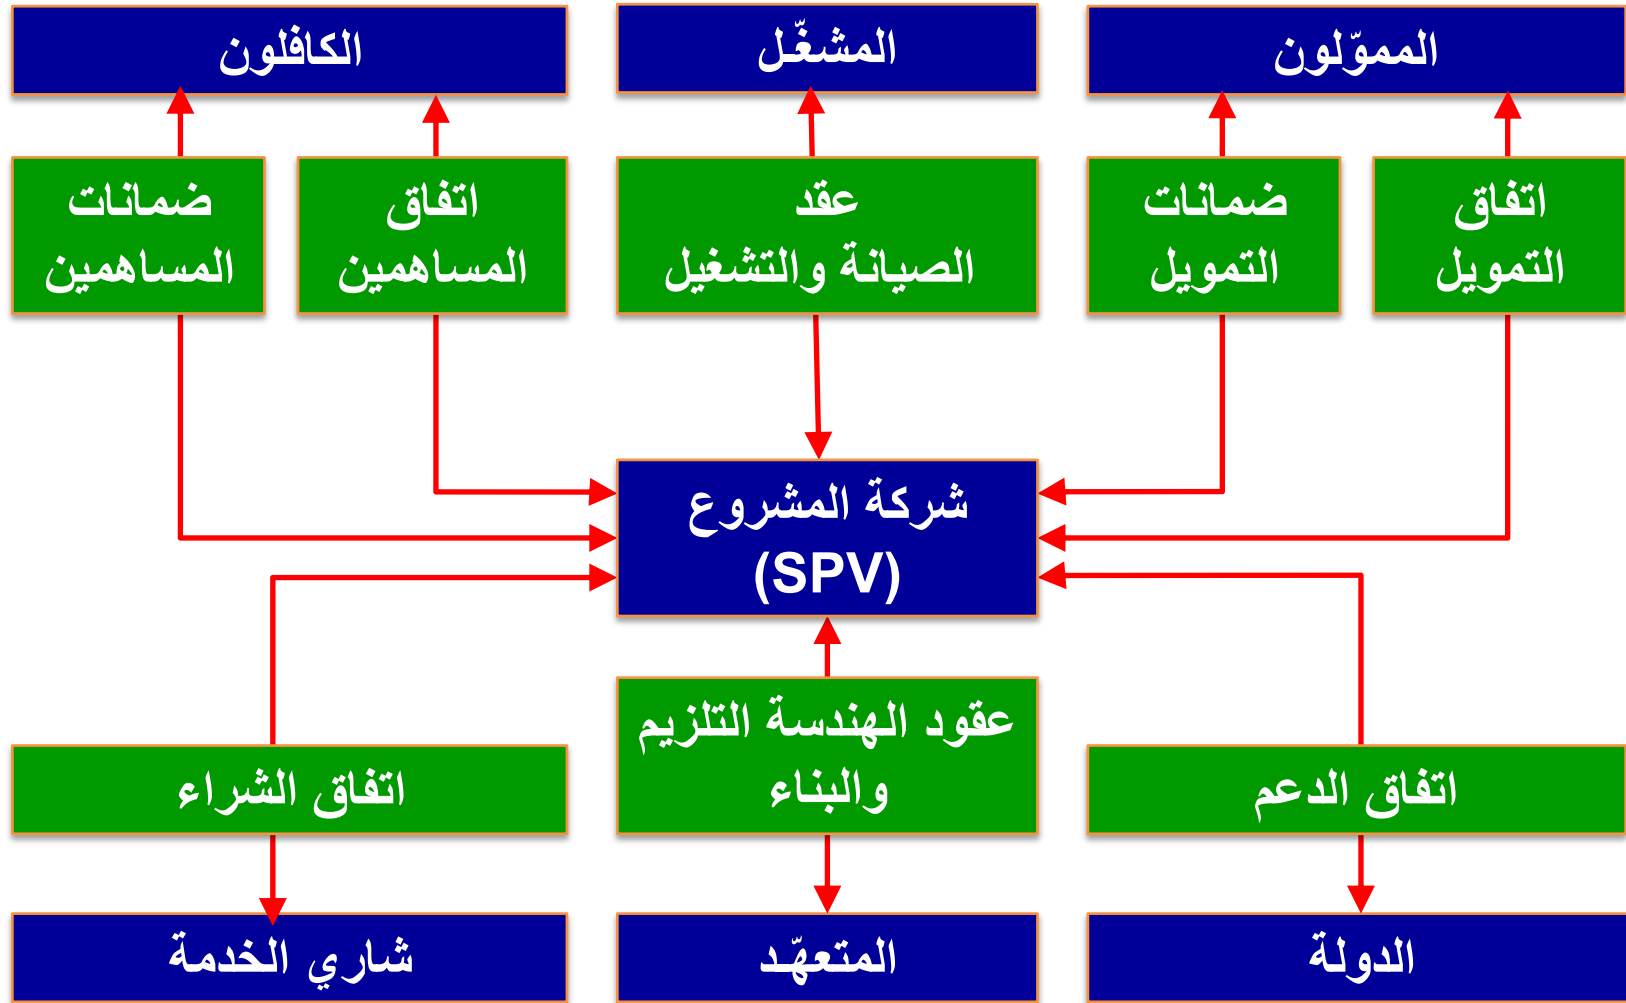 المموّلون
المشغّل
الكافلون
اتفاق
التمويل
ضمانات
التمويل
عقد
الصيانة والتشغيل
اتفاق
المساهمين
ضمانات
المساهمين
شركة المشروع
(SPV)
اتفاق الدعم
عقود الهندسة التلزيم
والبناء
اتفاق الشراء
الدولة
المتعهّد
شاري الخدمة